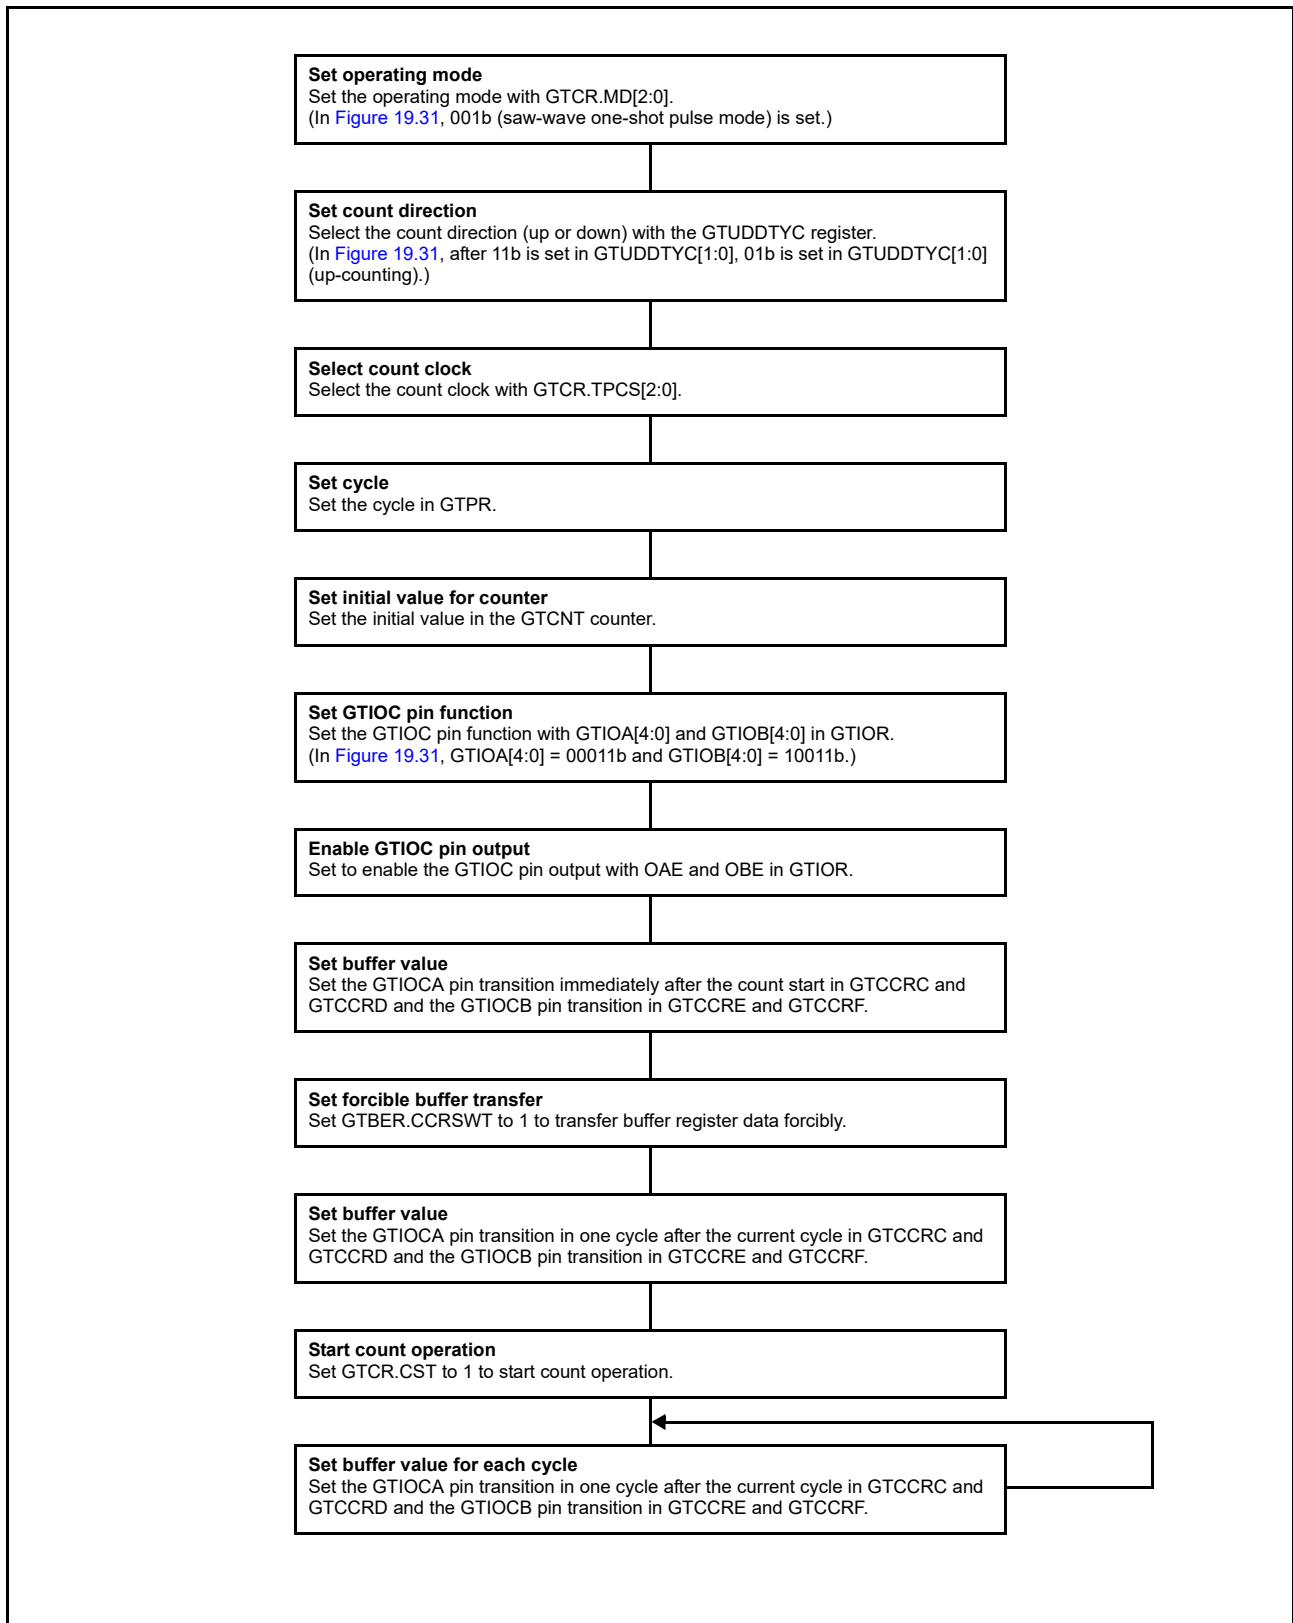 Set operating mode
Set the operating mode with GTCR.MD[2:0].
(In Figure 19.31, 001b (saw-wave one-shot pulse mode) is set.)
Set count direction
Select the count direction (up or down) with the GTUDDTYC register.
(In Figure 19.31, after 11b is set in GTUDDTYC[1:0], 01b is set in GTUDDTYC[1:0]
(up-counting).)
Select count clock
Select the count clock with GTCR.TPCS[2:0].
Set cycle
Set the cycle in GTPR.
Set initial value for counter
Set the initial value in the GTCNT counter.
Set GTIOC pin function
Set the GTIOC pin function with GTIOA[4:0] and GTIOB[4:0] in GTIOR.
(In Figure 19.31, GTIOA[4:0] = 00011b and GTIOB[4:0] = 10011b.)
Enable GTIOC pin output
Set to enable the GTIOC pin output with OAE and OBE in GTIOR.
Set buffer value
Set the GTIOCA pin transition immediately after the count start in GTCCRC and
GTCCRD and the GTIOCB pin transition in GTCCRE and GTCCRF.
Set forcible buffer transfer
Set GTBER.CCRSWT to 1 to transfer buffer register data forcibly.
Set buffer value
Set the GTIOCA pin transition in one cycle after the current cycle in GTCCRC and
GTCCRD and the GTIOCB pin transition in GTCCRE and GTCCRF.
Start count operation
Set GTCR.CST to 1 to start count operation.
Set buffer value for each cycle
Set the GTIOCA pin transition in one cycle after the current cycle in GTCCRC and
GTCCRD and the GTIOCB pin transition in GTCCRE and GTCCRF.